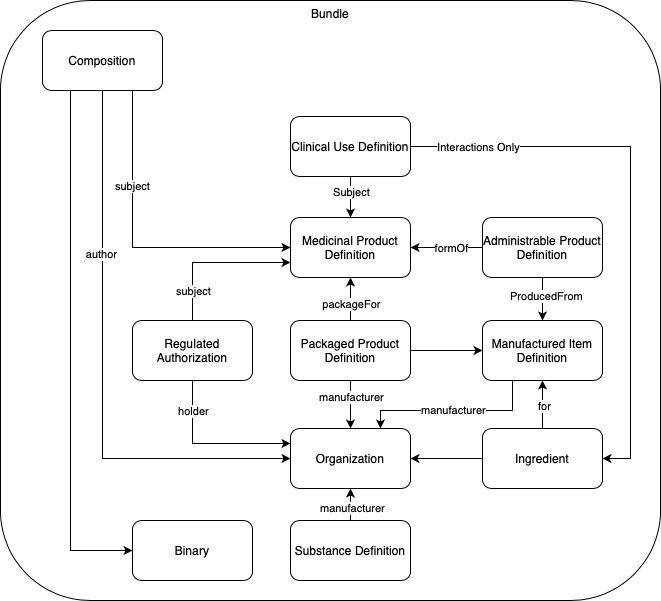 Bundle
Composition
Clinical Use Definition
Interactions Only
subject
Subject
author
Medicinal Product
Definition
formOf
Administrable Product
Definition
subject
packageFor
ProducedFrom
Regulated
Authorization
Packaged Product
Definition
Manufactured Item
Definition
holder
manufacturer
manufacturer
for
Organization
Ingredient
manufacturer
Binary
Substance Definition